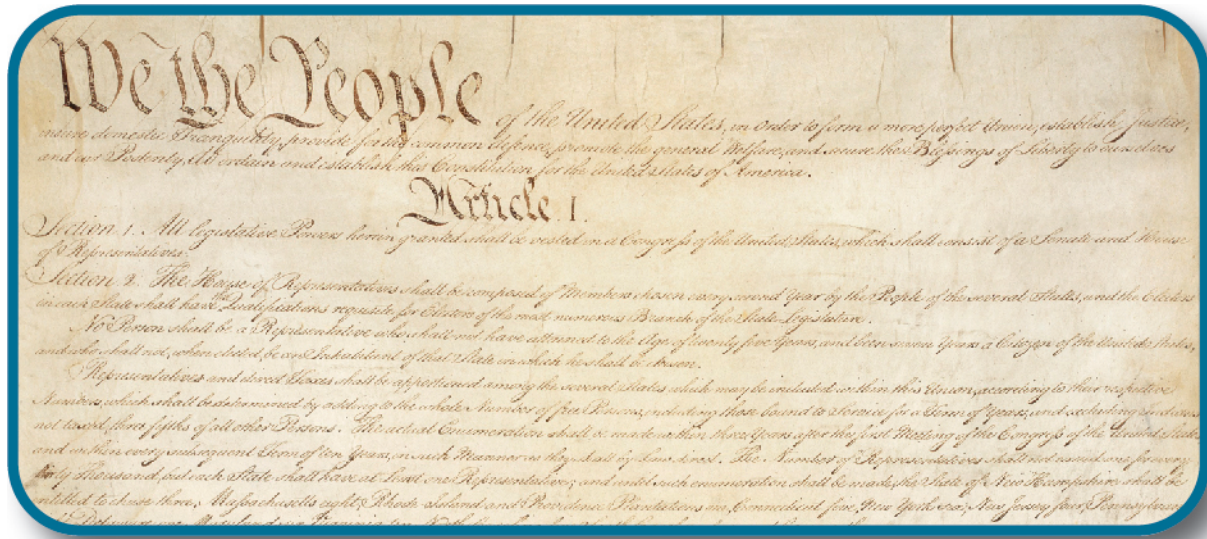 We the People of the United States, in Order to form a more perfect Union, establish Justice,
insure domestic Tranquility, provide for the common defence, promote the general Welfare, and secure the Blessings of Liberty to ourselves
and our Posterity, do ordain and establish this Constitution for the United States of America.
Article. I.
Section. 1. All legislative Powers herein granted shall be vested in a Congress of the United States, which shall consist of a Senate and House
of Representatives.
Section. 2. The House of Representatives shall be composed of Members chosen every second Year by the People of the several States, and the Electors
in each State shall have the Qualifications requisite for Electors of the most numerous Branch of the State Legislature.
No Person shall be a Representative who shall not have attained to the Age of twenty five Years, and been seven Years a Citizen of the United States,
and who shall not, when elected, be an Inhabitant of that State in which he shall be chosen.
Representatives and direct Taxes shall be apportioned among the several States which may be included within this Union, according to their respective
Numbers, which shall be determined by adding to the whole Number of free Persons, including those bound to Service for a Term of Years, and excluding Indians
not taxed, three fifths of all other Persons. The actual Enumeration shall be made within three Years after the first Meeting of the Congress of the United States,
and within every subsequent Term of ten Years, in such Manner as they shall by Law direct. The Number of Representatives shall not exceed one for every
thirty Thousand, but each State shall have at Least one Representative; and until such enumeration shall be made, the State of New Hampshire shall be
entitled to chuse three, Massachusetts eight, Rhode-Island and Providence Plantations one, Connecticut five, New-York six, New Jersey four, Pennsylvania